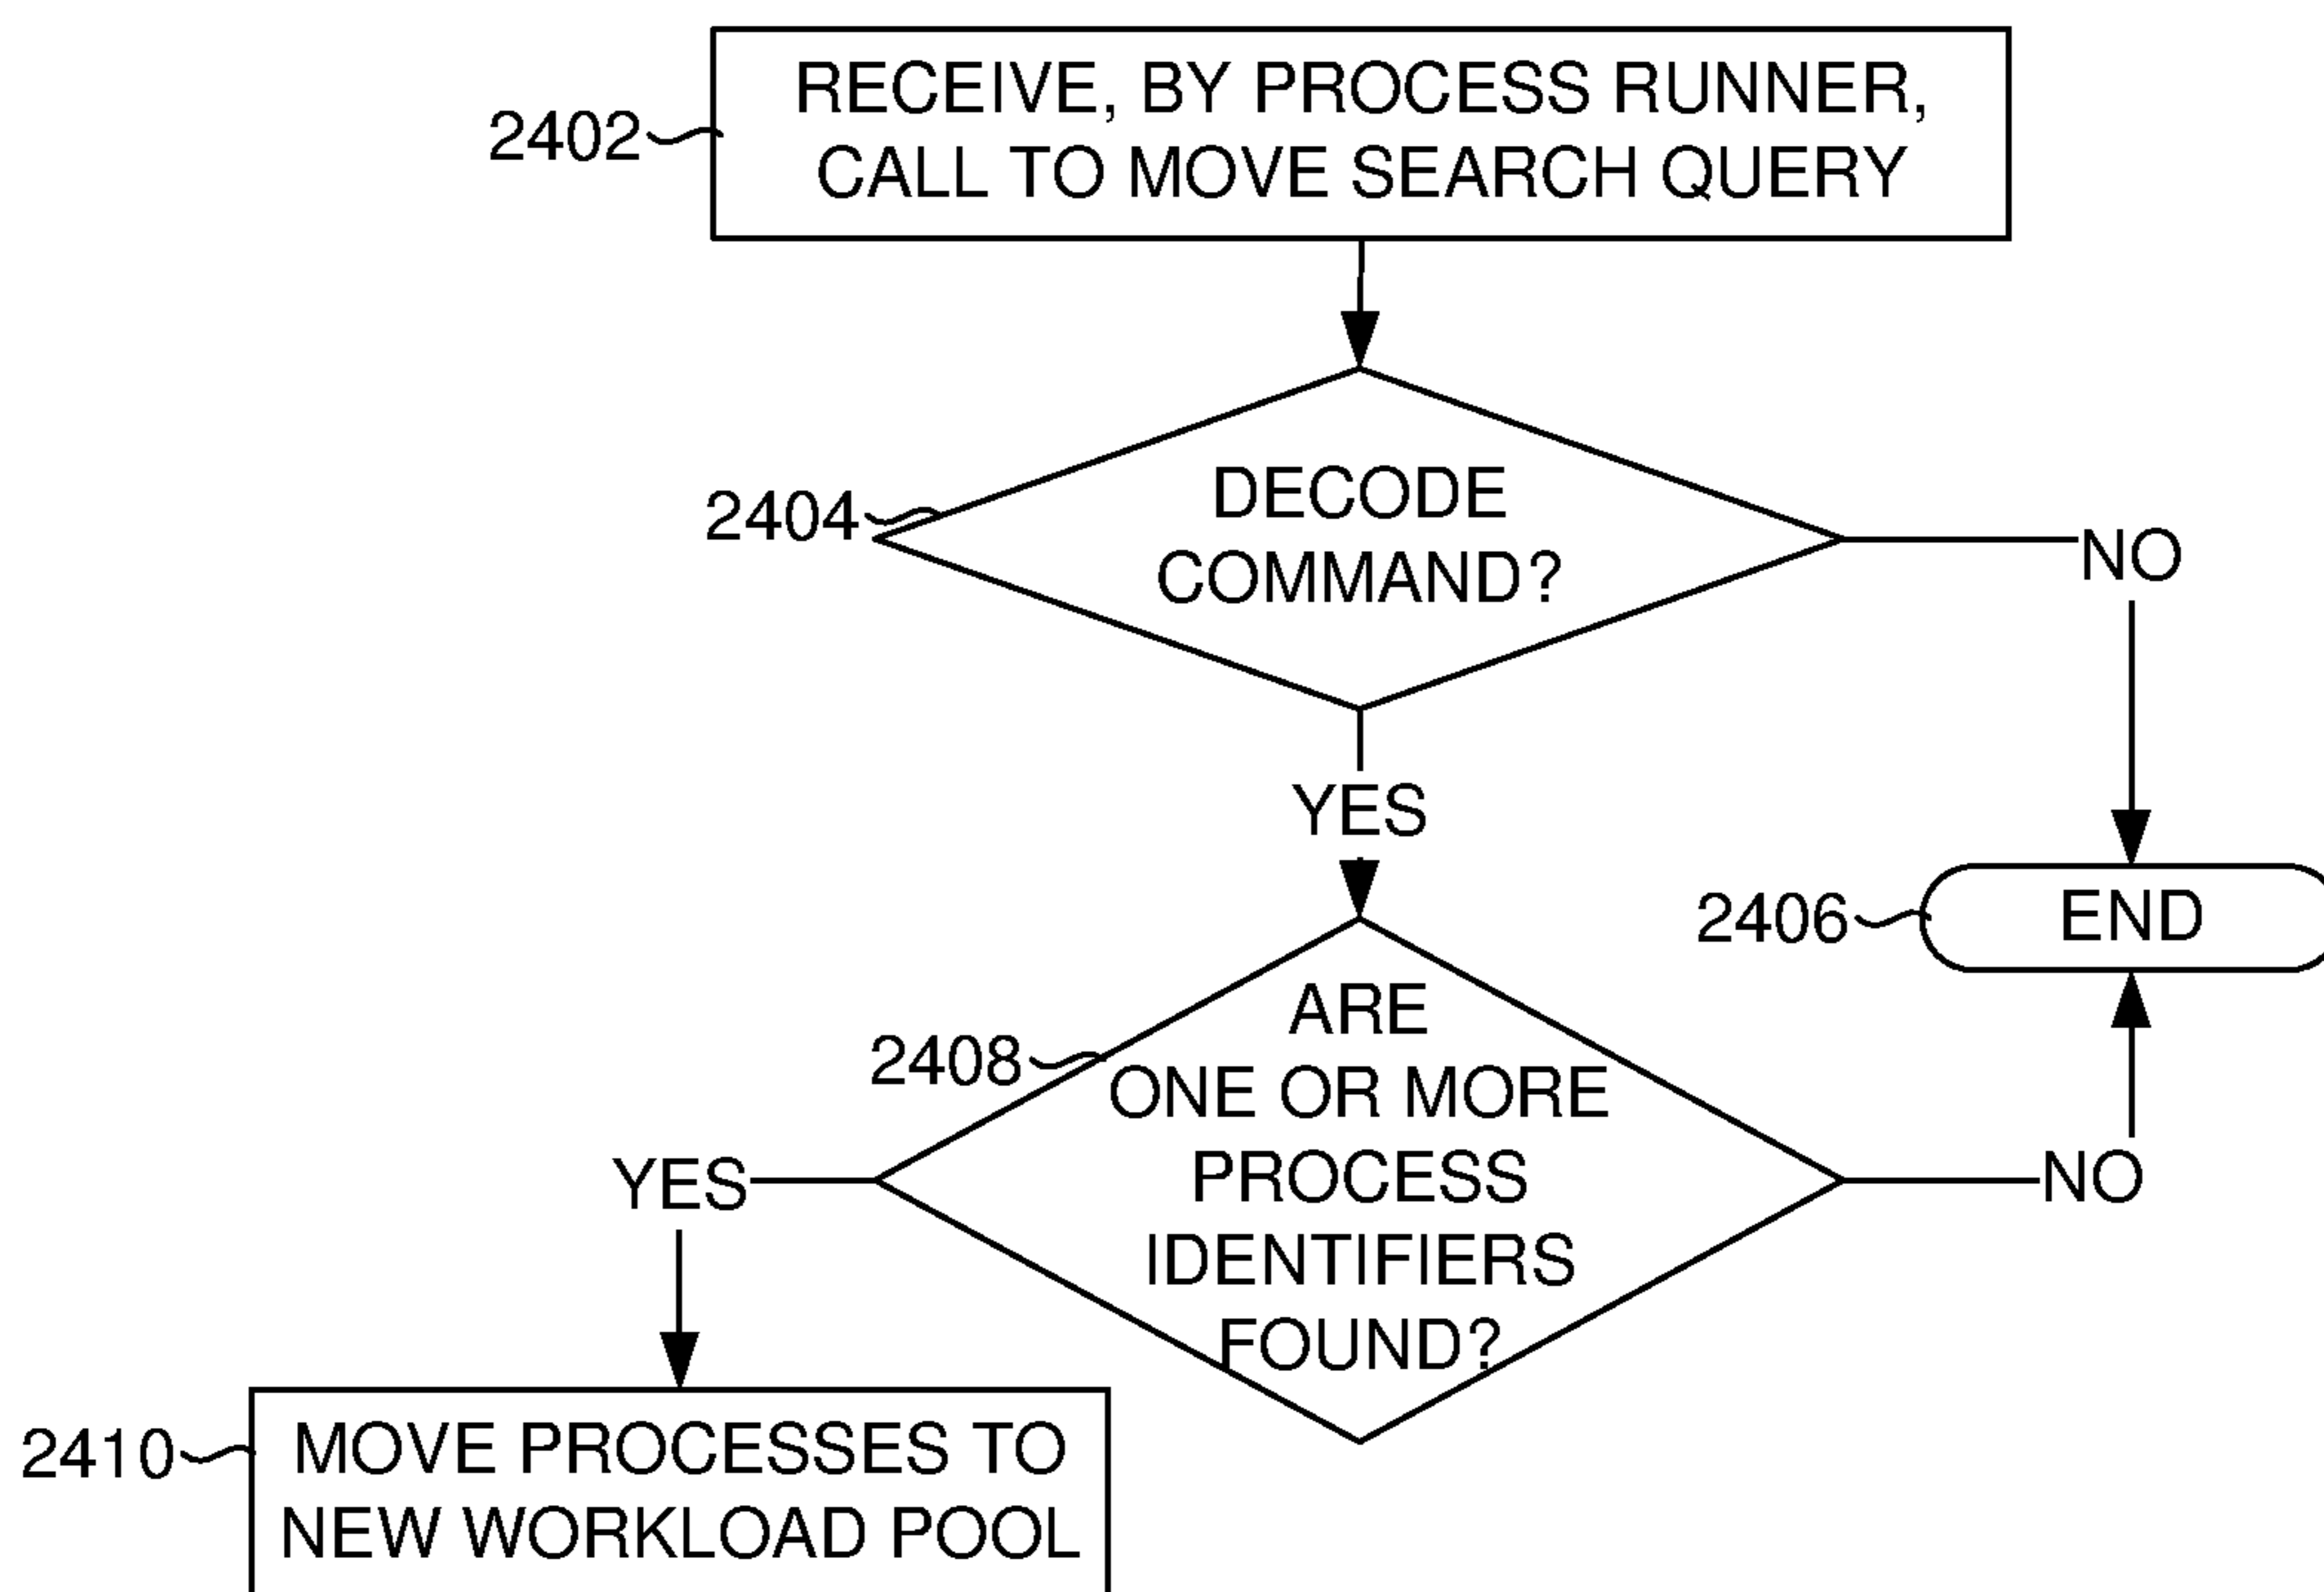 2402
RECEIVE, BY PROCESS RUNNER,
CALL TO MOVE SEARCH QUERY
2404
DECODE
COMMAND?
NO
YES
2406
END
2408
ARE
ONE OR MORE
PROCESS
IDENTIFIERS
FOUND?
YES
NO
2410
MOVE PROCESSES TO
NEW WORKLOAD POOL